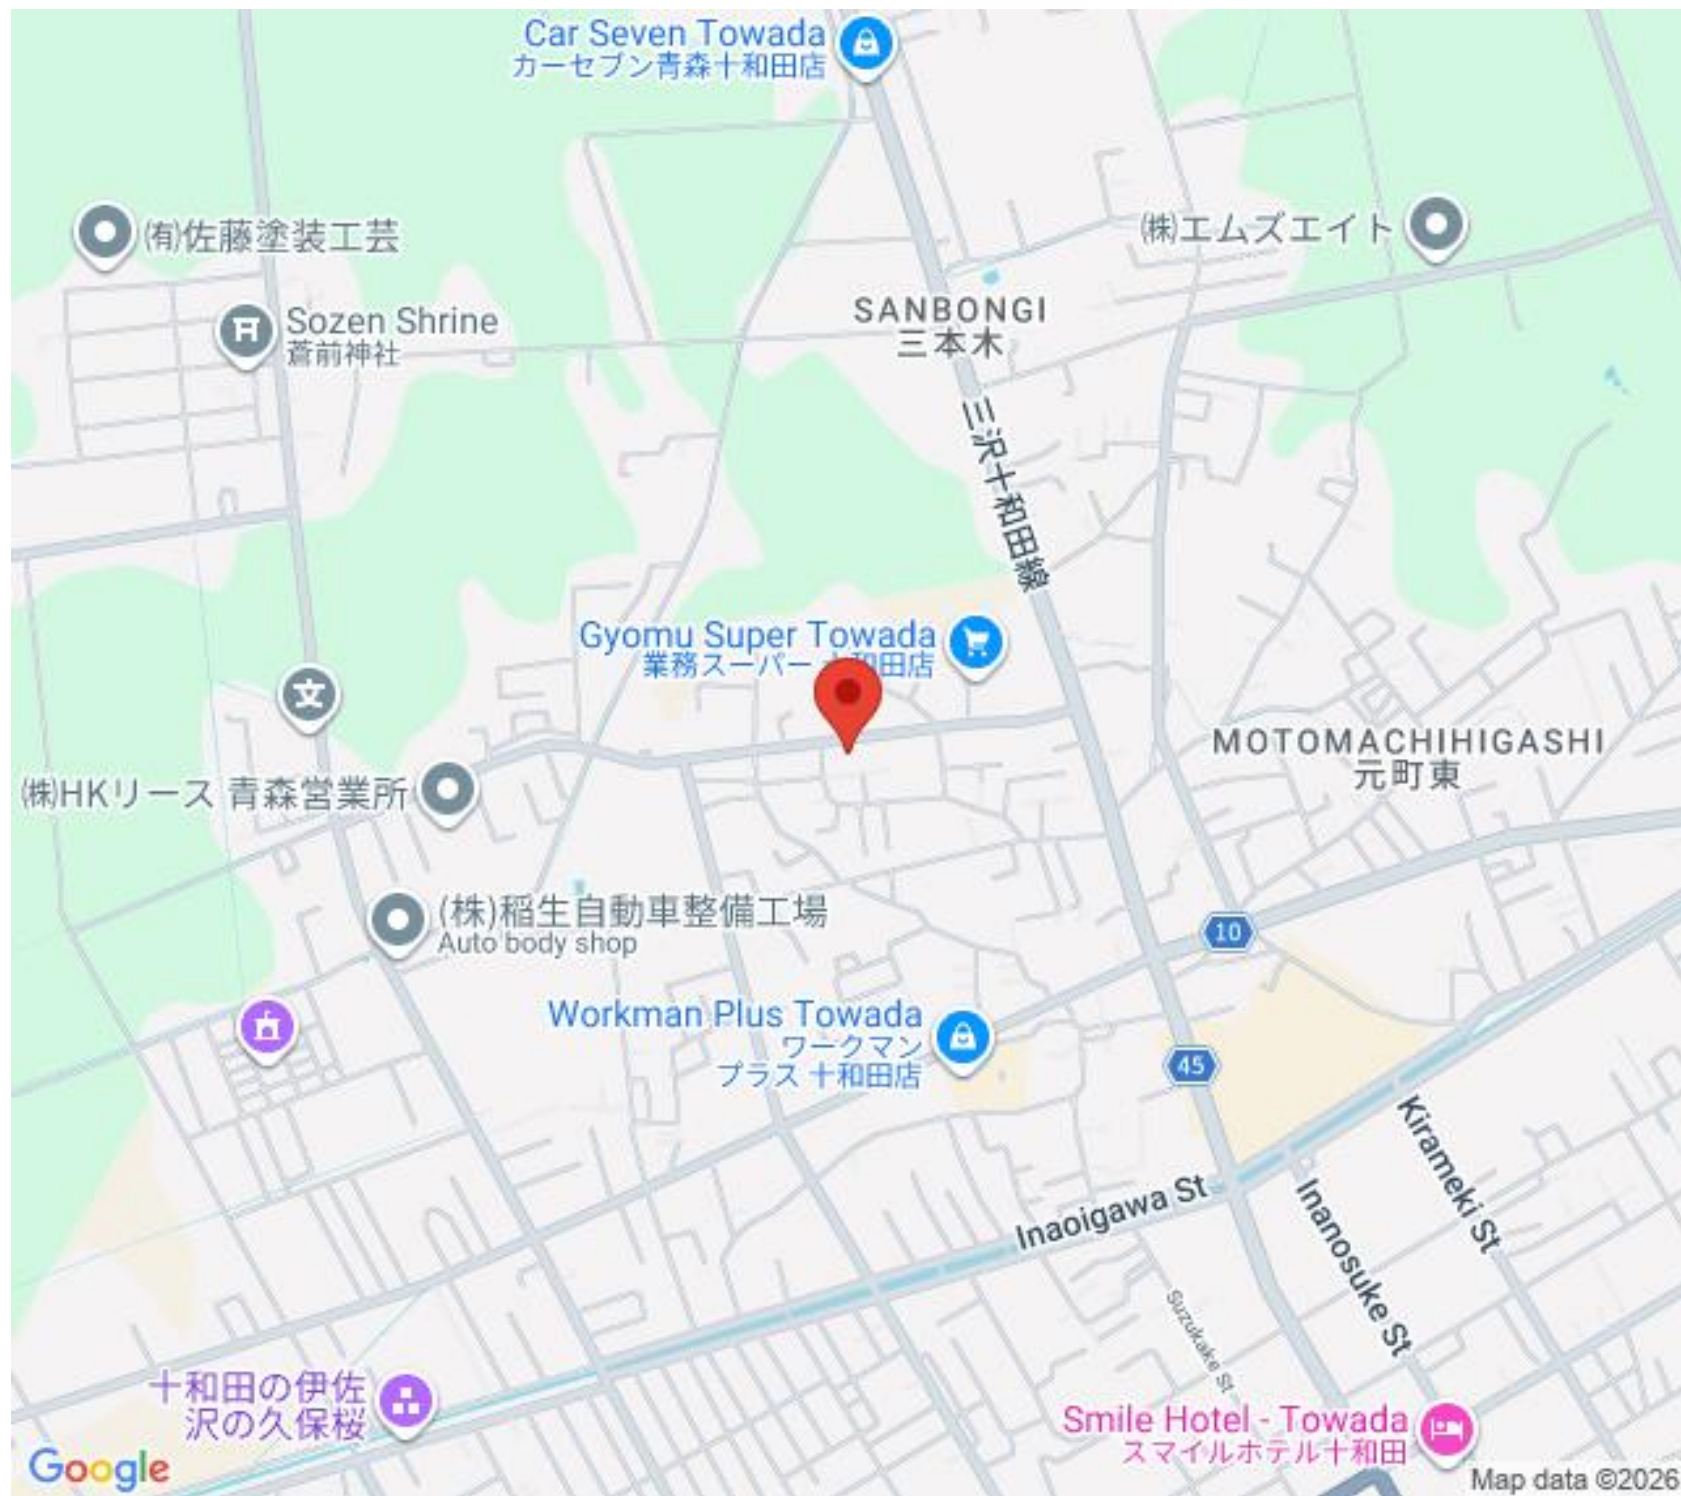 Car Seven Towada
カーセブン青森十和田店
㈲佐藤塗装工芸
㈱エムズエイト
Sozen Shrine
蒼前神社
SANBONGI
三本木
三沢十和田線
Gyomu Super Towada
業務スーパー 十和田店
文
MOTOMACHIHIGASHI
元町東
㈱HKリース 青森営業所
(株)稲生自動車整備工場
Auto body shop
10
Workman Plus Towada
ワークマン
プラス 十和田店
45
Kirameki St
Inaoigawa St
Inanosuke St
Suzukake St
十和田の伊佐
沢の久保桜
Smile Hotel - Towada
スマイルホテル十和田
Google
Map data ©2026